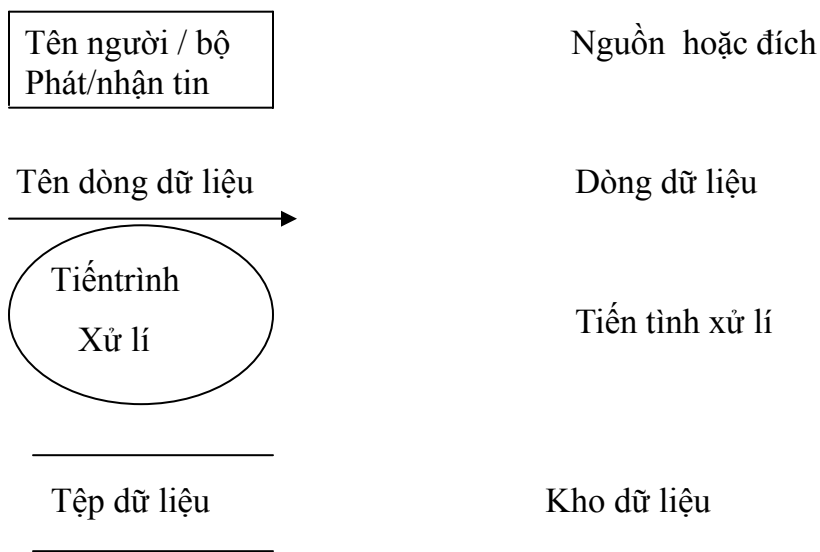 Tên người / bộ
Phát/nhận tin
Nguồn hoặc đích
Tên dòng dữ liệu
Dòng dữ liệu
Tiếntrình
Xử lí
Tiến tình xử lí
Tệp dữ liệu
Kho dữ liệu